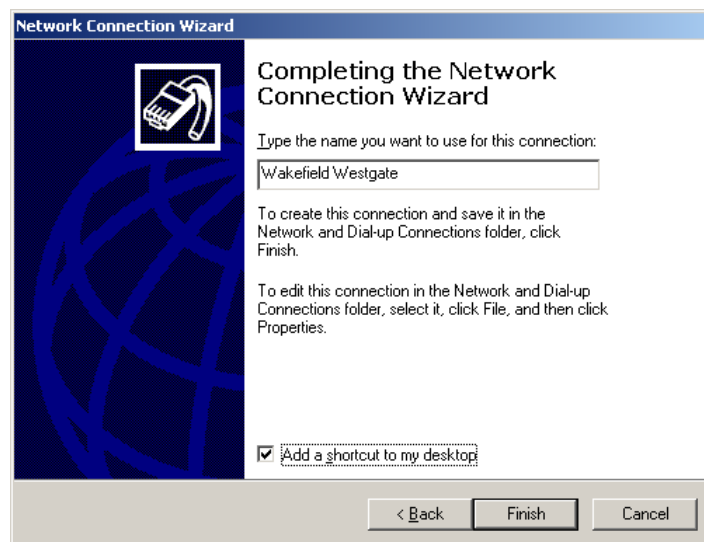 Network Connection Wizard
Completing the Network
Connection Wizard
Type the name you want to use for this connection:
Wakefield Westgate
To create this connection and save it in the
Network and Dial-up Connections folder, click
Finish.
To edit this connection in the Network and Dial-up
Connections folder, select it, click File, and then click
Properties.
Add a shortcut to my desktop
< Back
Finish
Cancel